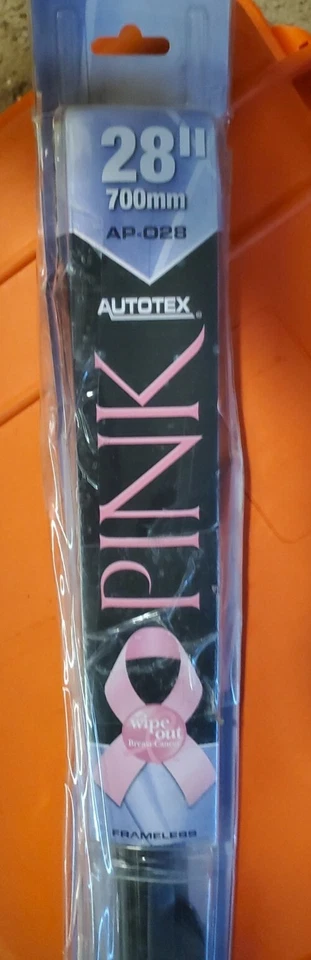 28"
700mm
AP-028
AUTOTEX®
PINK
wipe
out
Breast Cancer
FRAMELESS